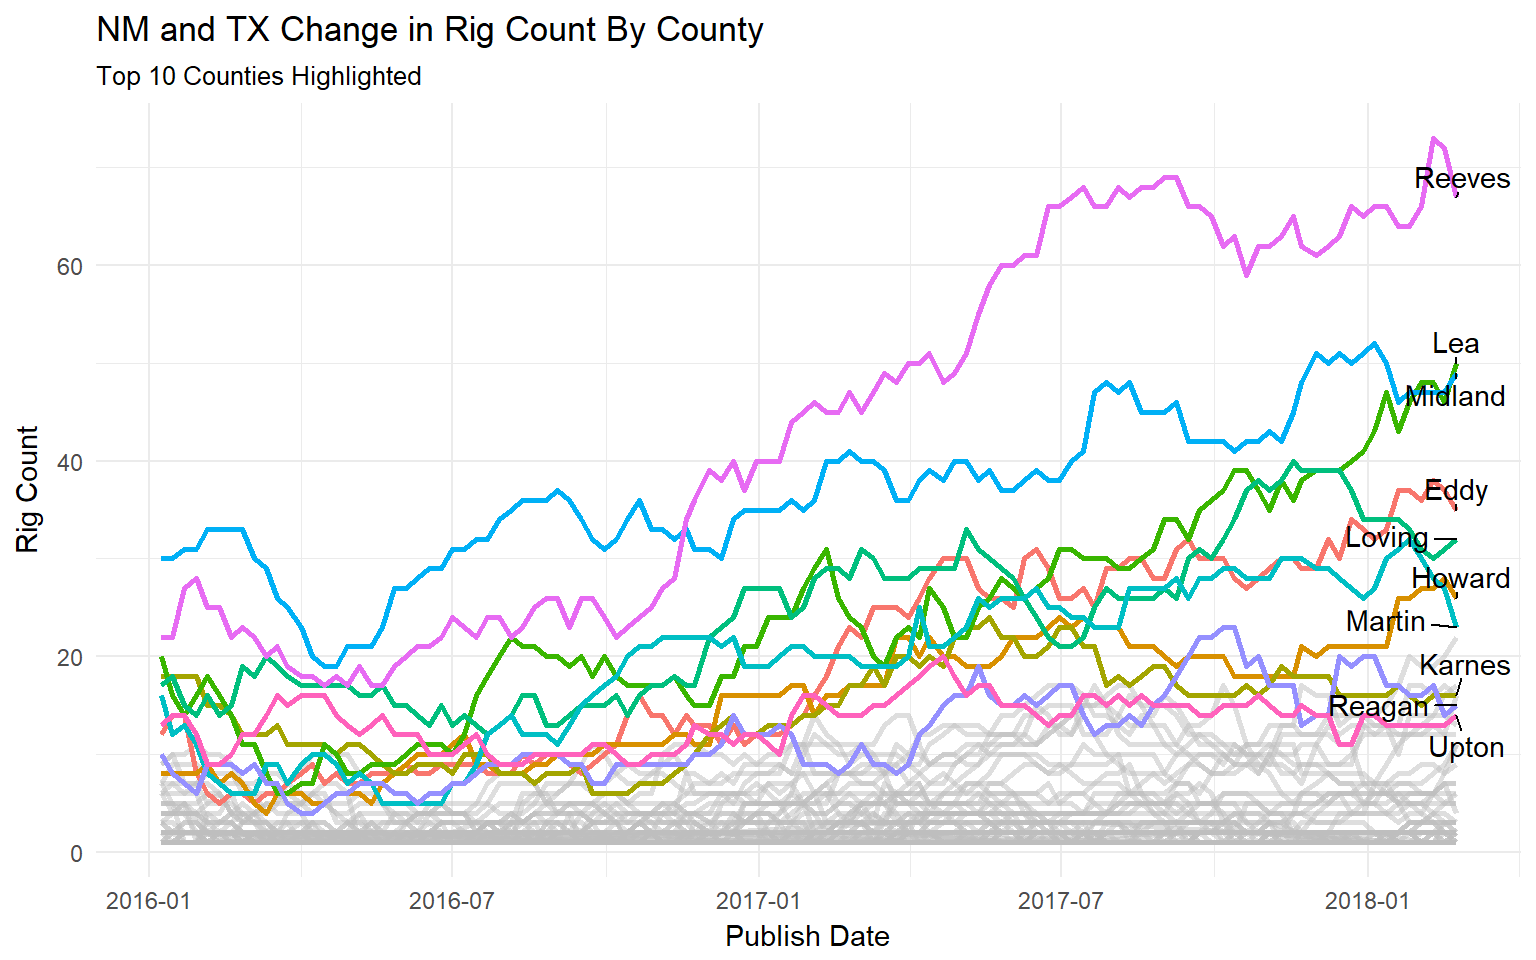 NM and TX Change in Rig Count By County
Top 10 Counties Highlighted
Rig Count
60
40
20
0
Reeves
Lea
Midland
Eddy
Loving
Howard
Martin
Karnes
Reagan
Upton
2016-01
2016-07
2017-01
2017-07
2018-01
Publish Date